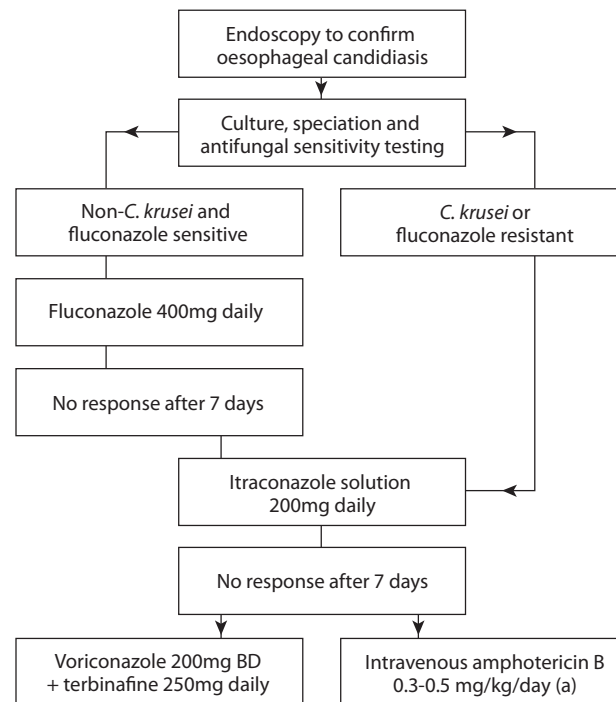 Endoscopy to confirm
oesophageal candidiasis
Culture, speciation and
antifungal sensitivity testing
Non-C. krusei and
fluconazole sensitive
C. krusei or
fluconazole resistant
Fluconazole 400mg daily
No response after 7 days
Itraconazole solution
200mg daily
No response after 7 days
Voriconazole 200mg BD
+ terbinafine 250mg daily
Intravenous amphotericin B
0.3-0.5 mg/kg/day (a)